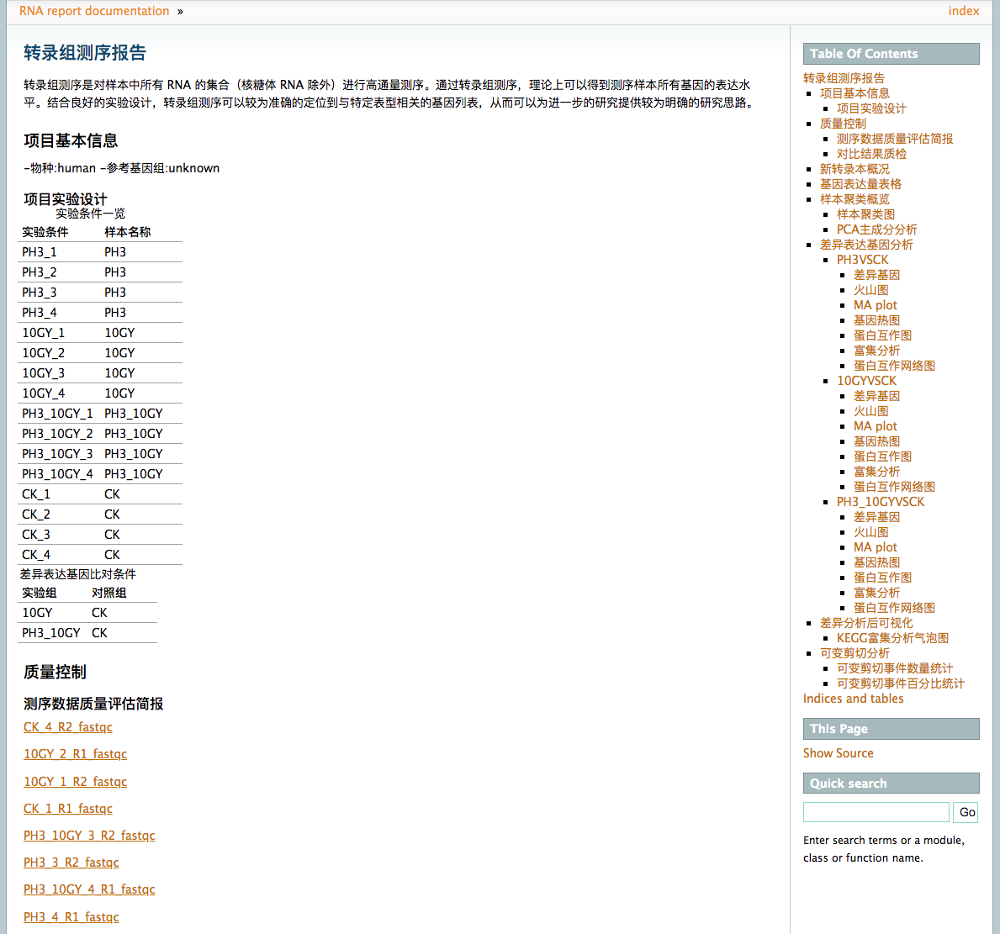 RNA report documentation »
index
转录组测序报告
转录组测序是对样本中所有 RNA 的集合（核糖体 RNA 除外）进行高通量测序。通过转录组测序，理论上可以得到测序样本所有基因的表达水
平。结合良好的实验设计，转录组测序可以较为准确的定位到与特定表型相关的基因列表，从而可以为进一步的研究提供较为明确的研究思路。
项目基本信息
-物种:human -参考基因组:unknown
项目实验设计
实验条件一览
实验条件 样本名称
PH3_1 PH3
PH3_2 PH3
PH3_3 PH3
PH3_4 PH3
10GY_1 10GY
10GY_2 10GY
10GY_3 10GY
10GY_4 10GY
PH3_10GY_1 PH3_10GY
PH3_10GY_2 PH3_10GY
PH3_10GY_3 PH3_10GY
PH3_10GY_4 PH3_10GY
CK_1 CK
CK_2 CK
CK_3 CK
CK_4 CK
差异表达基因比对条件
实验组 对照组
10GY CK
PH3_10GY CK
质量控制
测序数据质量评估简报
CK_4_R2_fastqc
10GY_2_R1_fastqc
10GY_1_R2_fastqc
CK_1_R1_fastqc
PH3_10GY_3_R2_fastqc
PH3_3_R2_fastqc
PH3_10GY_4_R1_fastqc
PH3_4_R1_fastqc
Table Of Contents
转录组测序报告
项目基本信息
项目实验设计
质量控制
测序数据质量评估简报
对比结果质检
新转录本概况
基因表达量表格
样本聚类概览
样本聚类图
PCA主成分分析
差异表达基因分析
PH3VSCK
差异基因
火山图
MA plot
基因热图
蛋白互作图
富集分析
蛋白互作网络图
10GYVSCK
差异基因
火山图
MA plot
基因热图
蛋白互作图
富集分析
蛋白互作网络图
PH3_10GYVSCK
差异基因
火山图
MA plot
基因热图
蛋白互作图
富集分析
蛋白互作网络图
差异分析后可视化
KEGG富集分析气泡图
可变剪切分析
可变剪切事件数量统计
可变剪切事件百分比统计
Indices and tables
This Page
Show Source
Quick search
Go
Enter search terms or a module,
class or function name.